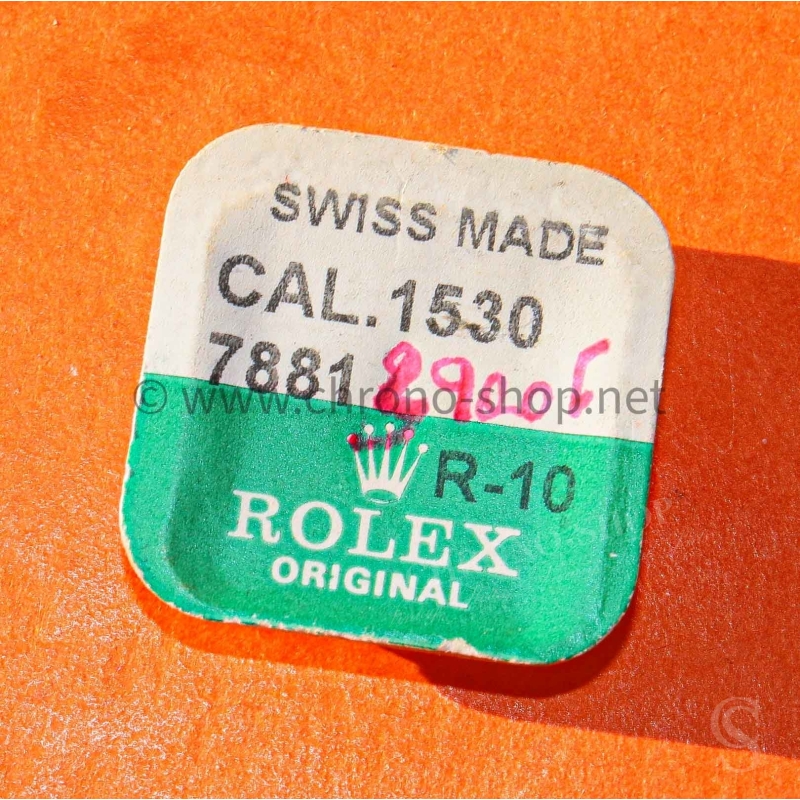 SWISS MADE
CAL. 1530
7881
© www.chrono-shop.net
R-10
ROLEX
ORIGINAL